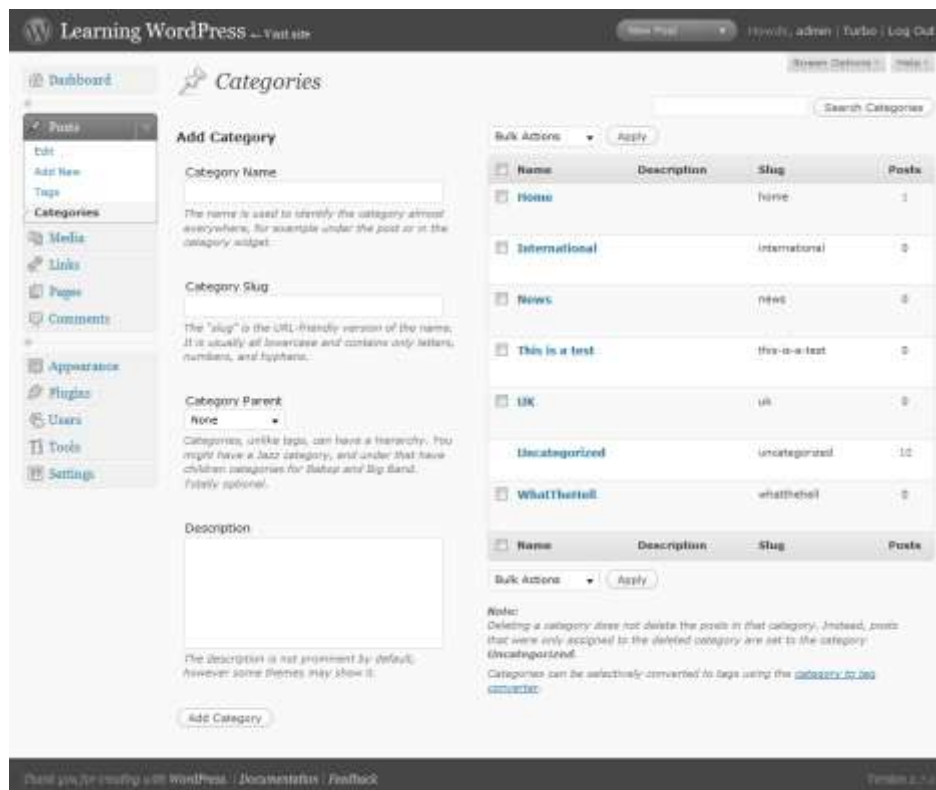 Learning WordPress ← Visit site
New Post
Howdy, admin | Turbo | Log Out
Screen Options
Help
Dashboard
Posts
Edit
Add New
Tags
Categories
Media
Links
Pages
Comments
Appearance
Plugins
Users
Tools
Settings
Categories
Search Categories
Add Category
Category Name
The name is used to identify the category almost
everywhere, for example under the post or in the
category widget.
Category Slug
The "slug" is the URL-friendly version of the name.
It is usually all lowercase and contains only letters,
numbers, and hyphens.
Category Parent
None
Categories, unlike tags, can have a hierarchy. You
might have a Jazz category, and under that have
children categories for Bebop and Big Band.
Totally optional.
Description
The description is not prominent by default,
however some themes may show it.
Add Category
Bulk Actions Apply
Name Description Slug Posts
Home home 1
International international 0
News news 0
This is a test this-is-a-test 0
UK uk 0
Uncategorized uncategorized 10
WhatTheHell whatthehell 0
Name Description Slug Posts
Bulk Actions Apply
Note:
Deleting a category does not delete the posts in that category. Instead, posts
that were only assigned to the deleted category are set to the category
Uncategorized.
Categories can be selectively converted to tags using the category to tag
converter.
Thank you for creating with WordPress. | Documentation | Feedback
Version